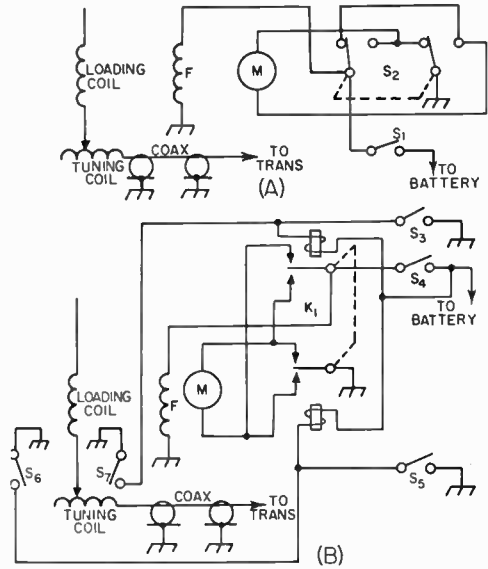 LOADING
COIL
F
M
S2
S1
TO
BATTERY
COAX
TO
TRANS
TUNING
COIL
(A)
S3
S4
K1
TO
BATTERY
LOADING
COIL
F
M
S6
S7
COAX
TO
TRANS
TUNING
COIL
S5
(B)